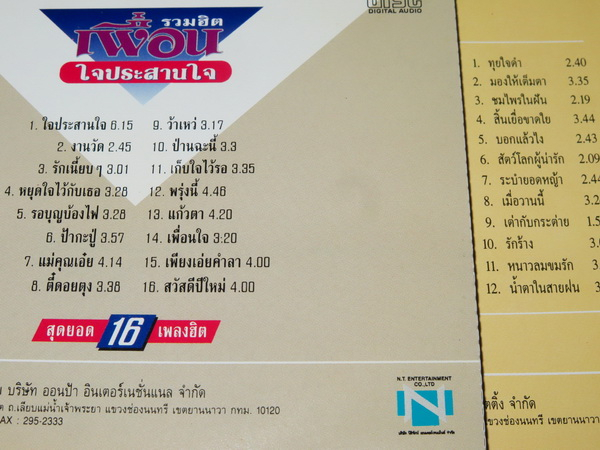 DISC
DIGITAL AUDIO
รวมฮิต
เพื่อน
ใจประสานใจ
1. ใจประสานใจ 6.15
2. งานวัด 2.45
3. รักเนี้ยบๆ 3.01
4. หยุดใจไว้กับเธอ 3.28
5. รอบุญบ้องไฟ 3.28
6. ป้ากะปู่ 3.57
7. แม่คุณเอ๋ย 4.14
8. ตี๋ดอยตุง 3.38
9. ว้าเหว่ 3.17
10. ป่านฉะนี้ 3.3
11. เก็บใจไว้รอ 3.35
12. พรุ่งนี้ 4.46
13. แก้วตา 4.20
14. เพื่อนใจ 3:20
15. เพียงเอ่ยคำลา 4.00
16. สวัสดีปีใหม่ 4.00
สุดยอด 16 เพลงฮิต
บริษัท ออนป้า อินเตอร์เนชั่นแนล จำกัด
ต ถ.เลียบแม่น้ำเจ้าพระยา แขวงช่องนนทรี เขตยานนาวา กทม. 10120
FAX : 295-2333
N.T. ENTERTAINMENT
CO.,LTD
1. ทุยใจดำ 2.40
2. มองให้เต็มตา 3.35
3. ชมไพรในฝัน 2.19
4. สิ้นเยื่อขาดใย 3.44
5. บอกแล้วไง 2.43
6. สัตว์โลกผู้น่ารัก 2.09
7. ระบำยอดหญ้า 2.44
8. เมื่อวานนี้ 3.2
9. เต่ากับกระต่าย 1.5
10. รักร้าง 3.
11. หนาวลมชมรัก 3
12. น้ำตาในสายฝน 3
ตติ้ง จำกัด
แขวงช่องนนทรี เขตยานนาว